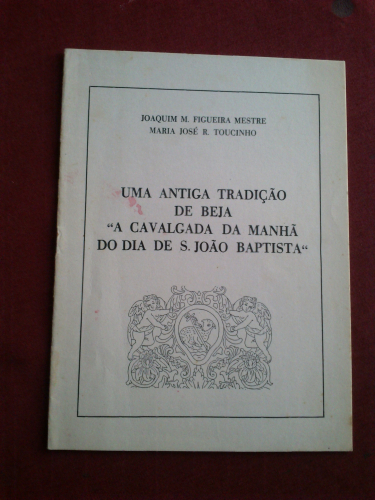 JOAQUIM M. FIGUEIRA MESTRE
MARIA JOSÉ R. TOUCINHO
UMA ANTIGA TRADIÇÃO
DE BEJA
“A CAVALGADA DA MANHÃ
DO DIA DE S. JOÃO BAPTISTA“